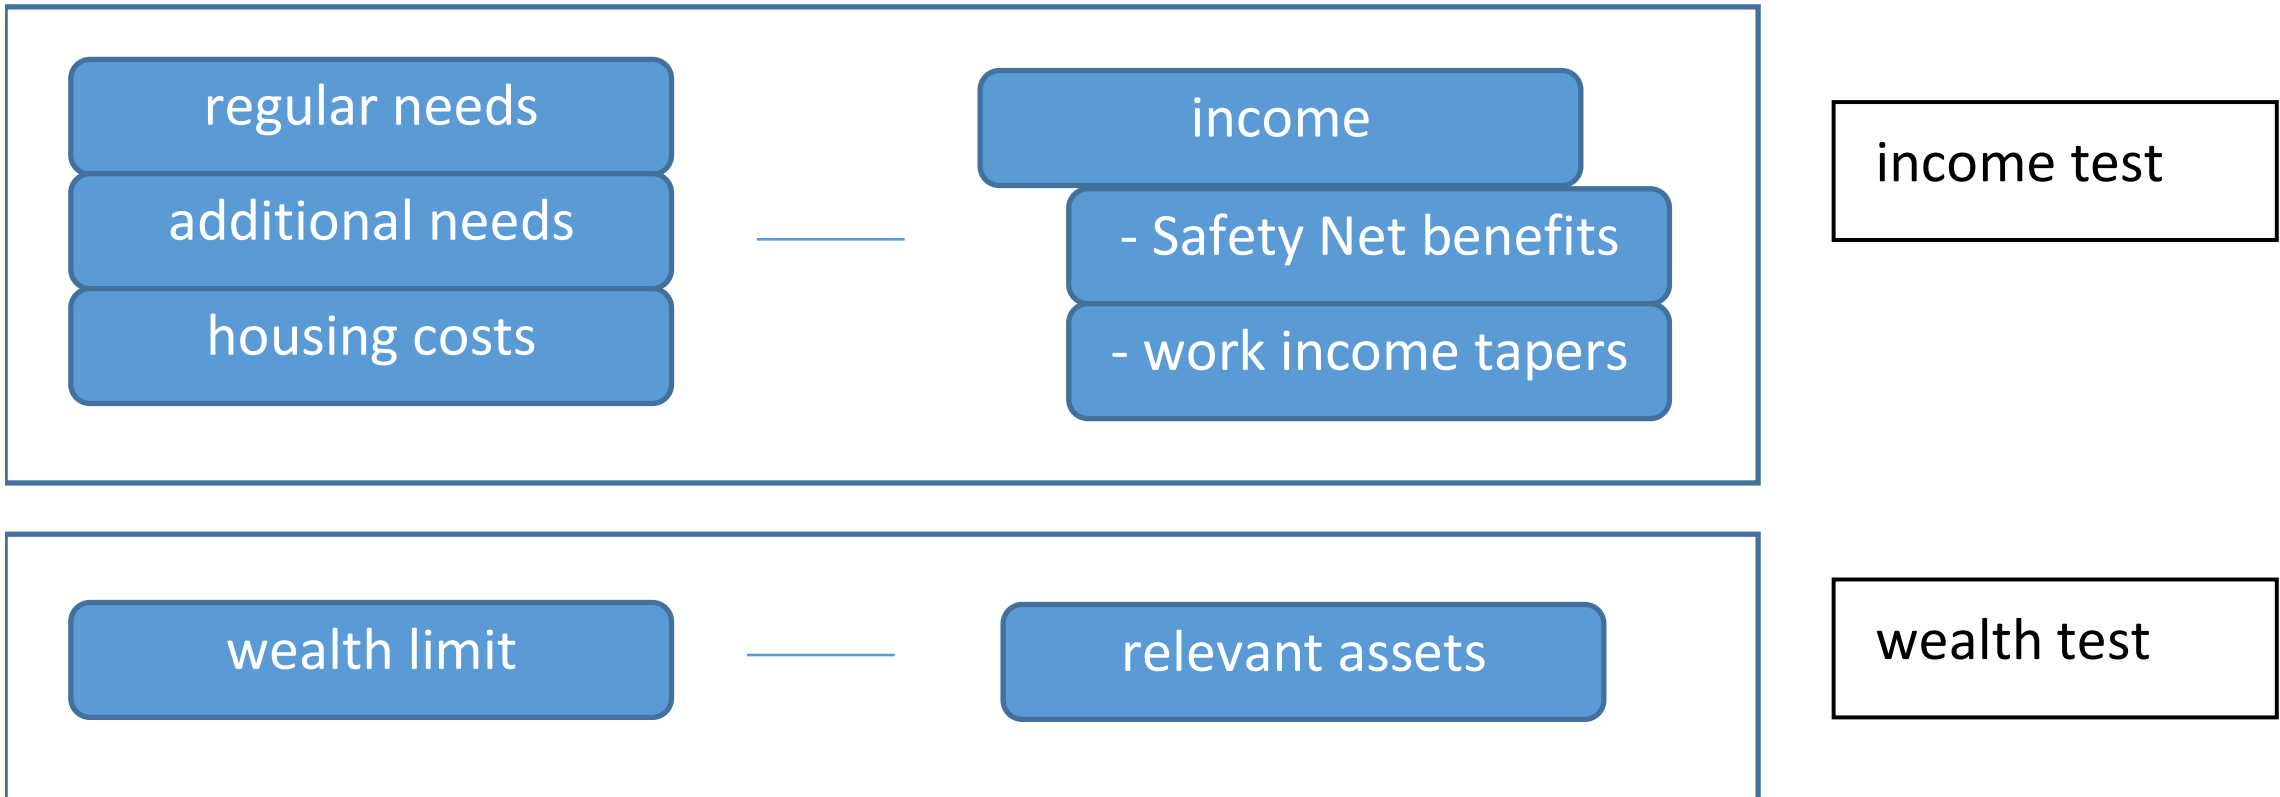 regular needs
additional needs
housing costs
income
- Safety Net benefits
- work income tapers
income test
wealth limit
relevant assets
wealth test